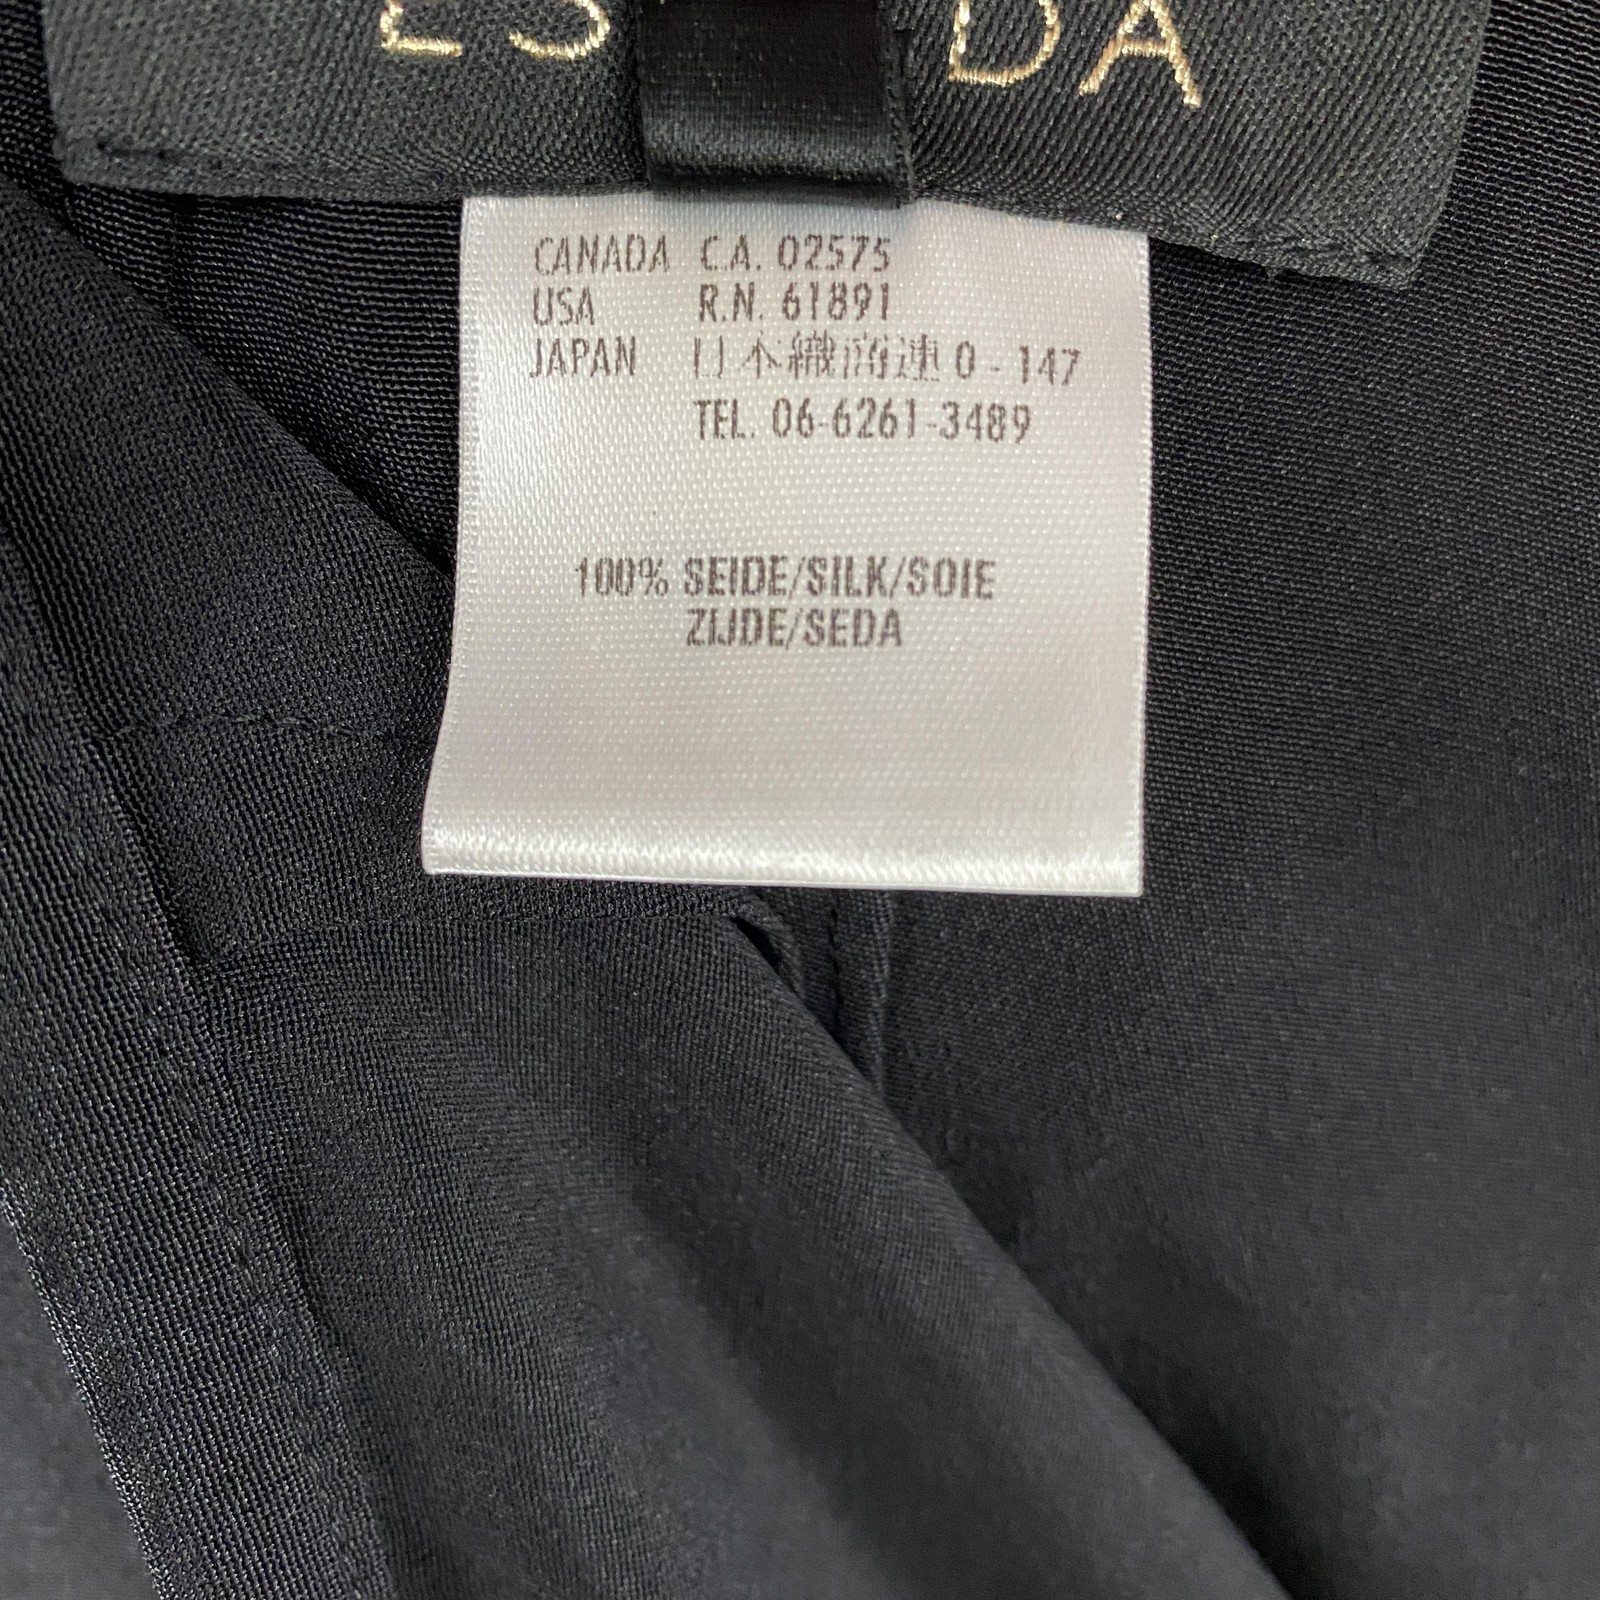 ES DA
CANADA C.A. 02575
USA R.N. 61891
JAPAN 日本織商連 0 - 147
TEL. 06-6261-3489
100% SEIDE/SILK/SOIE
ZIJDE/SEDA